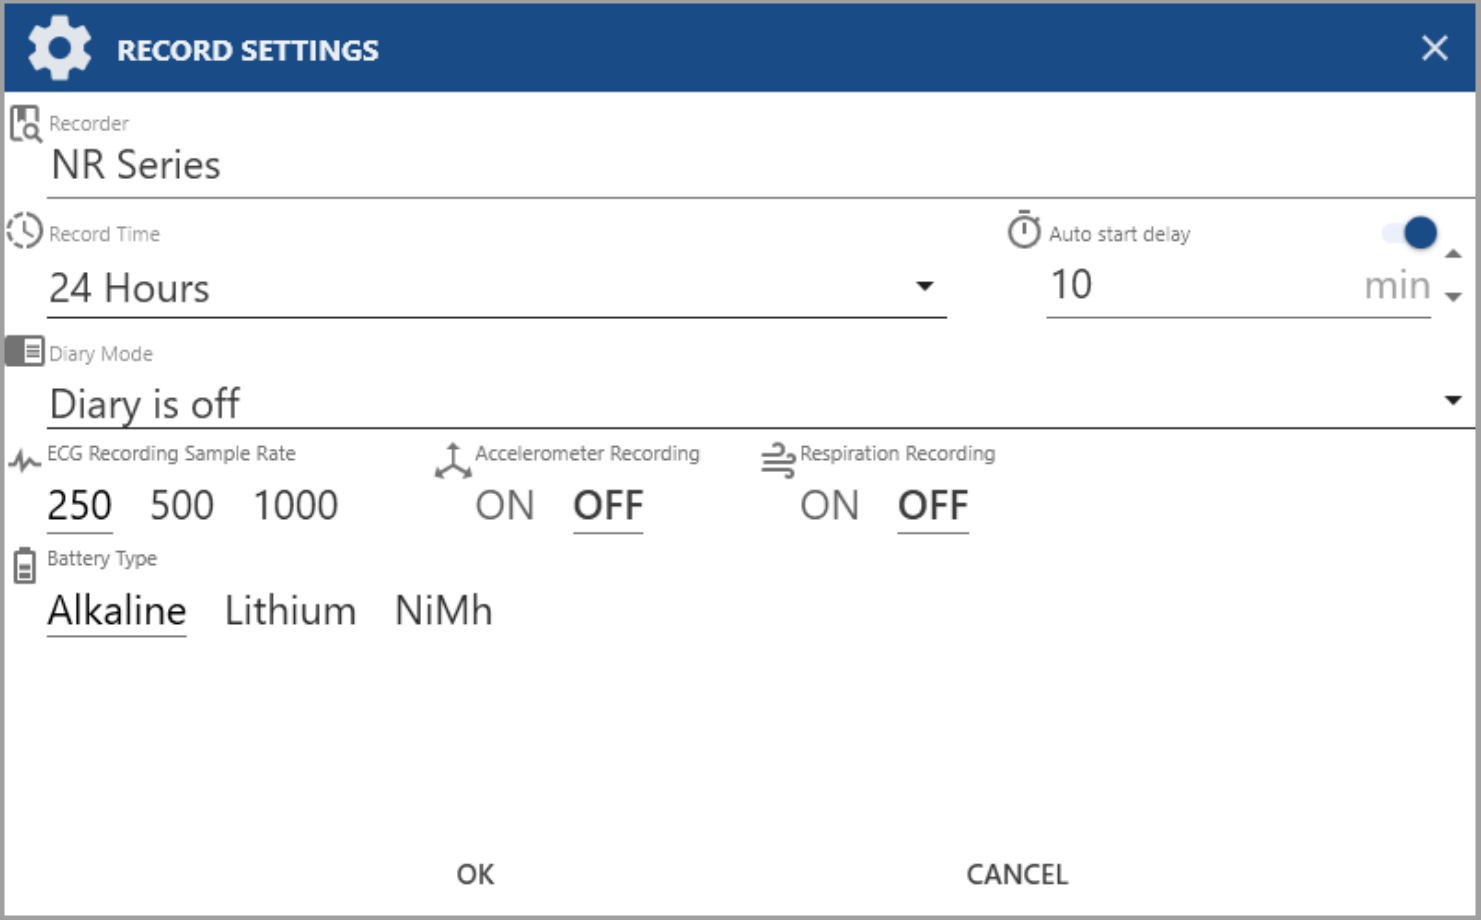 RECORD SETTINGS
Recorder
NR Series
Record Time
Auto start delay
24 Hours
10 min
Diary Mode
Diary is off
ECG Recording Sample Rate Accelerometer Recording Respiration Recording
250 500 1000 ON OFF ON OFF
Battery Type
Alkaline Lithium NiMh
OK CANCEL